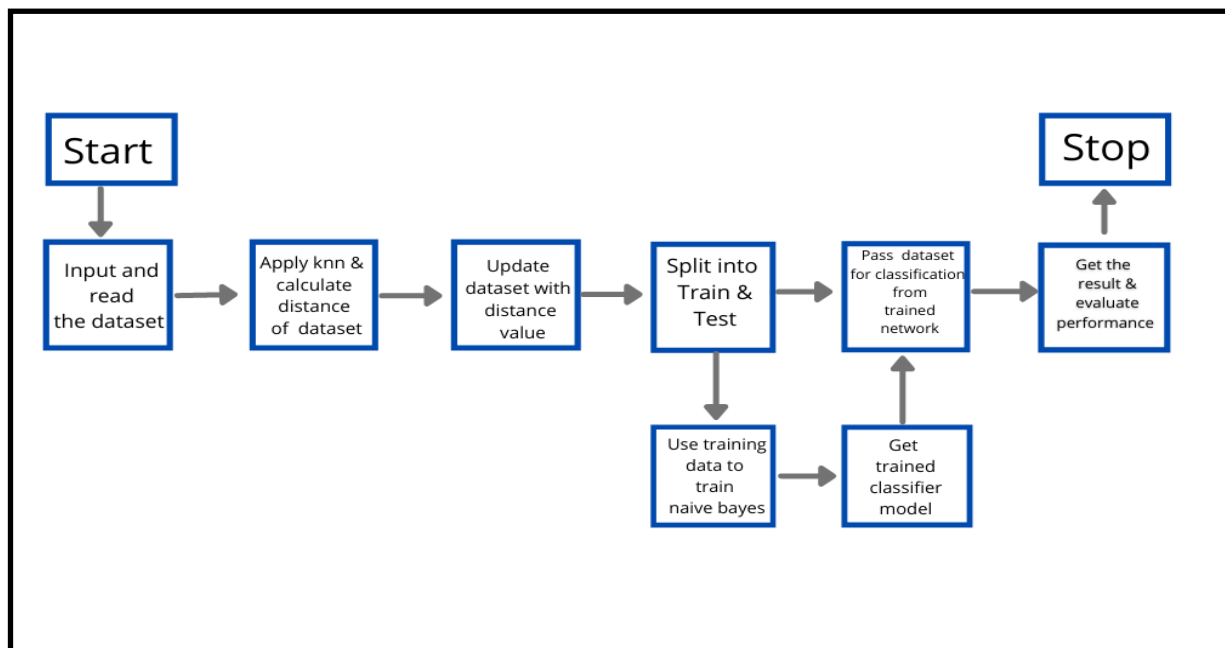 Start
Input and
read
the dataset
Apply knn &
calculate
distance
of dataset
Update
dataset with
distance
value
Split into
Train &
Test
Use training
data to
train
naive bayes
Get
trained
classifier
model
Pass dataset
for classification
from
trained
network
Get the
result &
evaluate
performance
Stop